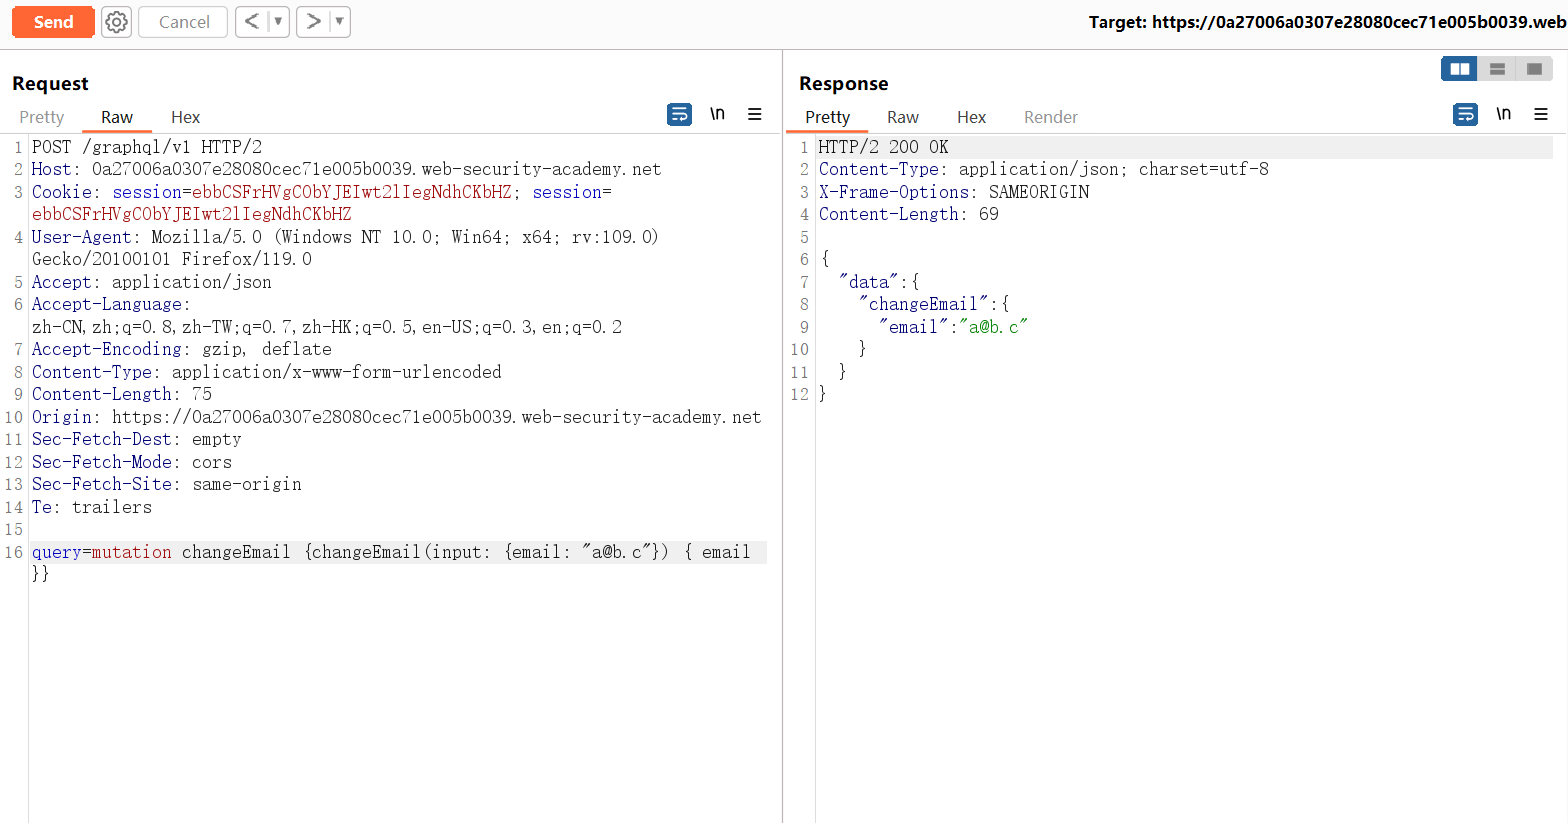 Send
Cancel
<
>
Target: https://0a27006a0307e28080cec71e005b0039.web
Request
Pretty Raw Hex
\n
1 POST /graphql/v1 HTTP/2
2 Host: 0a27006a0307e28080cec71e005b0039.web-security-academy.net
3 Cookie: session=ebbCSFrHVgCObYJEIwt2lIegNdhCKbHZ; session=
ebbCSFrHVgCObYJEIwt2lIegNdhCKbHZ
4 User-Agent: Mozilla/5.0 (Windows NT 10.0; Win64; x64; rv:109.0)
Gecko/20100101 Firefox/119.0
5 Accept: application/json
6 Accept-Language:
zh-CN,zh;q=0.8,zh-TW;q=0.7,zh-HK;q=0.5,en-US;q=0.3,en;q=0.2
7 Accept-Encoding: gzip, deflate
8 Content-Type: application/x-www-form-urlencoded
9 Content-Length: 75
10 Origin: https://0a27006a0307e28080cec71e005b0039.web-security-academy.net
11 Sec-Fetch-Dest: empty
12 Sec-Fetch-Mode: cors
13 Sec-Fetch-Site: same-origin
14 Te: trailers
15
16 query=mutation changeEmail {changeEmail(input: {email: "a@b.c"}) { email
}}
Response
Pretty Raw Hex Render
\n
1 HTTP/2 200 OK
2 Content-Type: application/json; charset=utf-8
3 X-Frame-Options: SAMEORIGIN
4 Content-Length: 69
5
6 {
7 "data":{
8 "changeEmail":{
9 "email":"a@b.c"
10 }
11 }
12 }